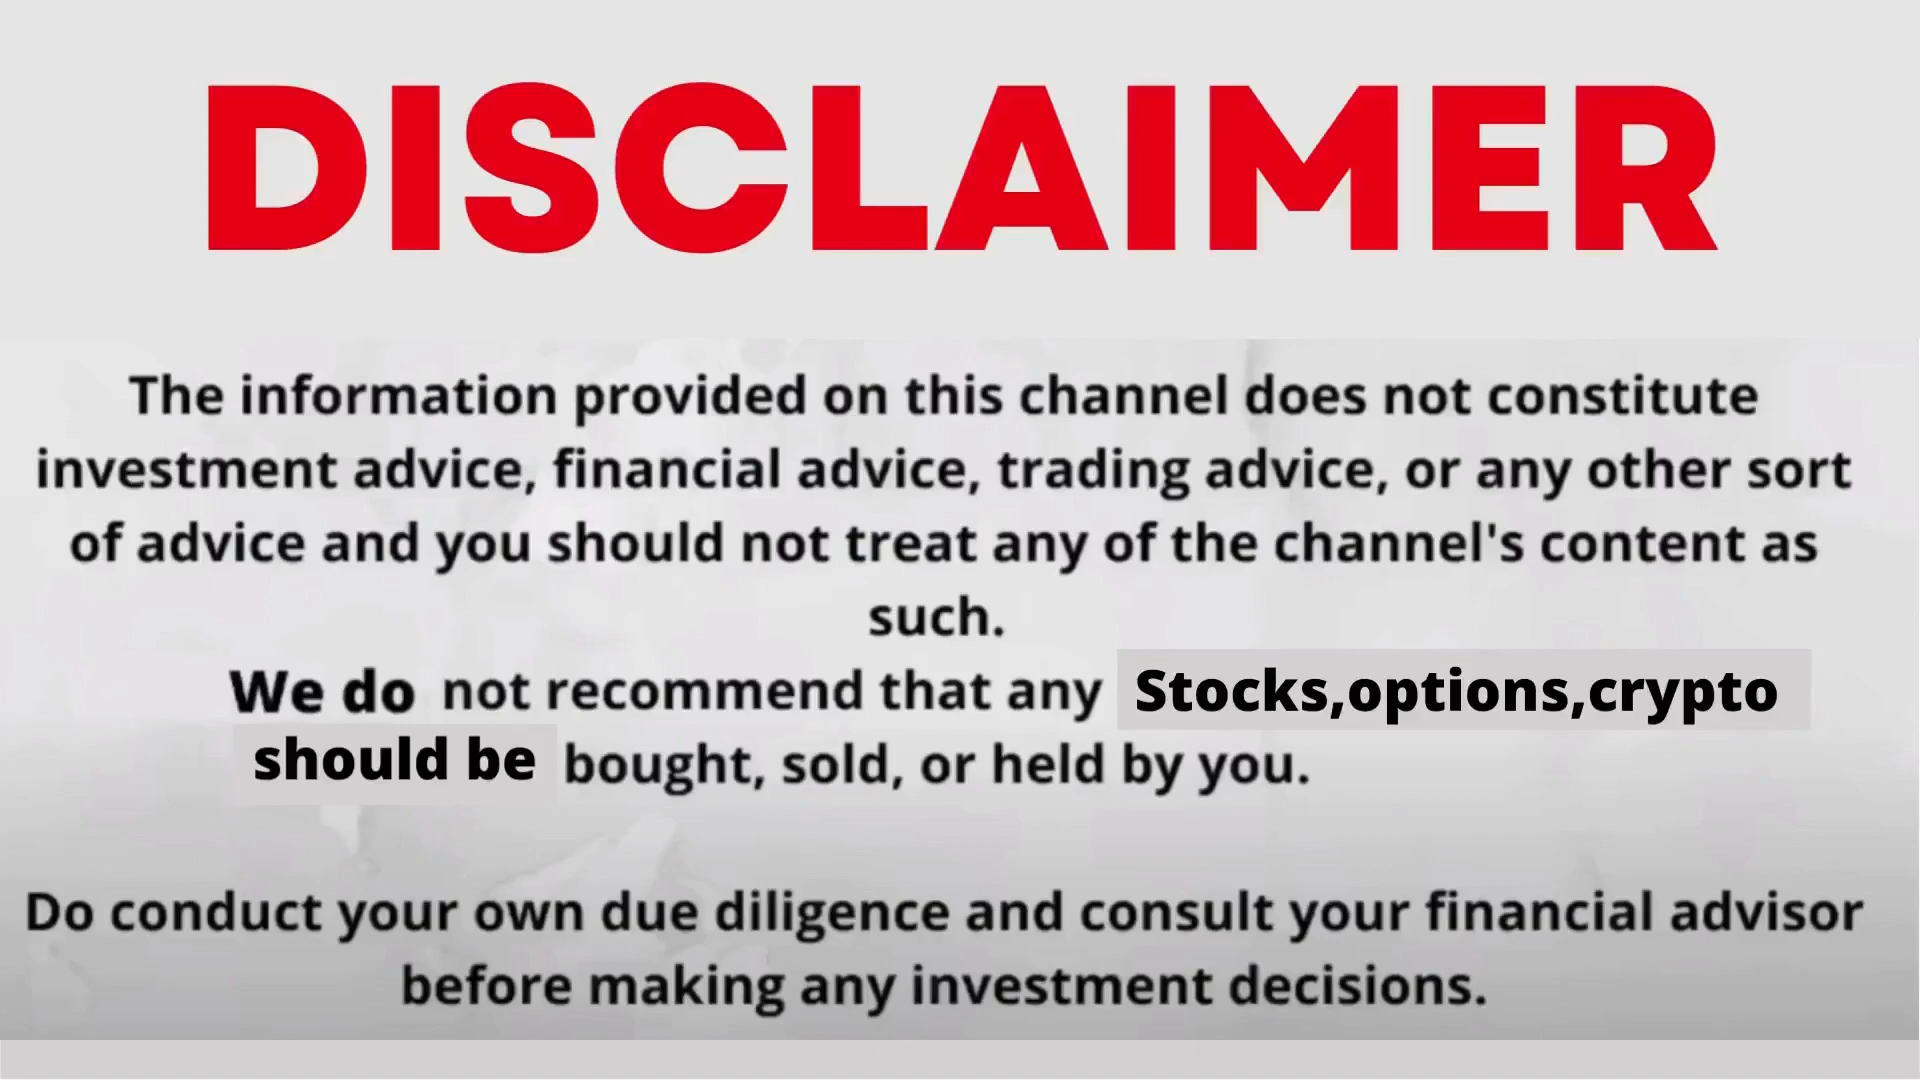 DISCLAIMER
The information provided on this channel does not constitute
investment advice, financial advice, trading advice, or any other sort
of advice and you should not treat any of the channel's content as
such.
We do not recommend that any Stocks,options,crypto
should be bought, sold, or held by you.
Do conduct your own due diligence and consult your financial advisor
before making any investment decisions.